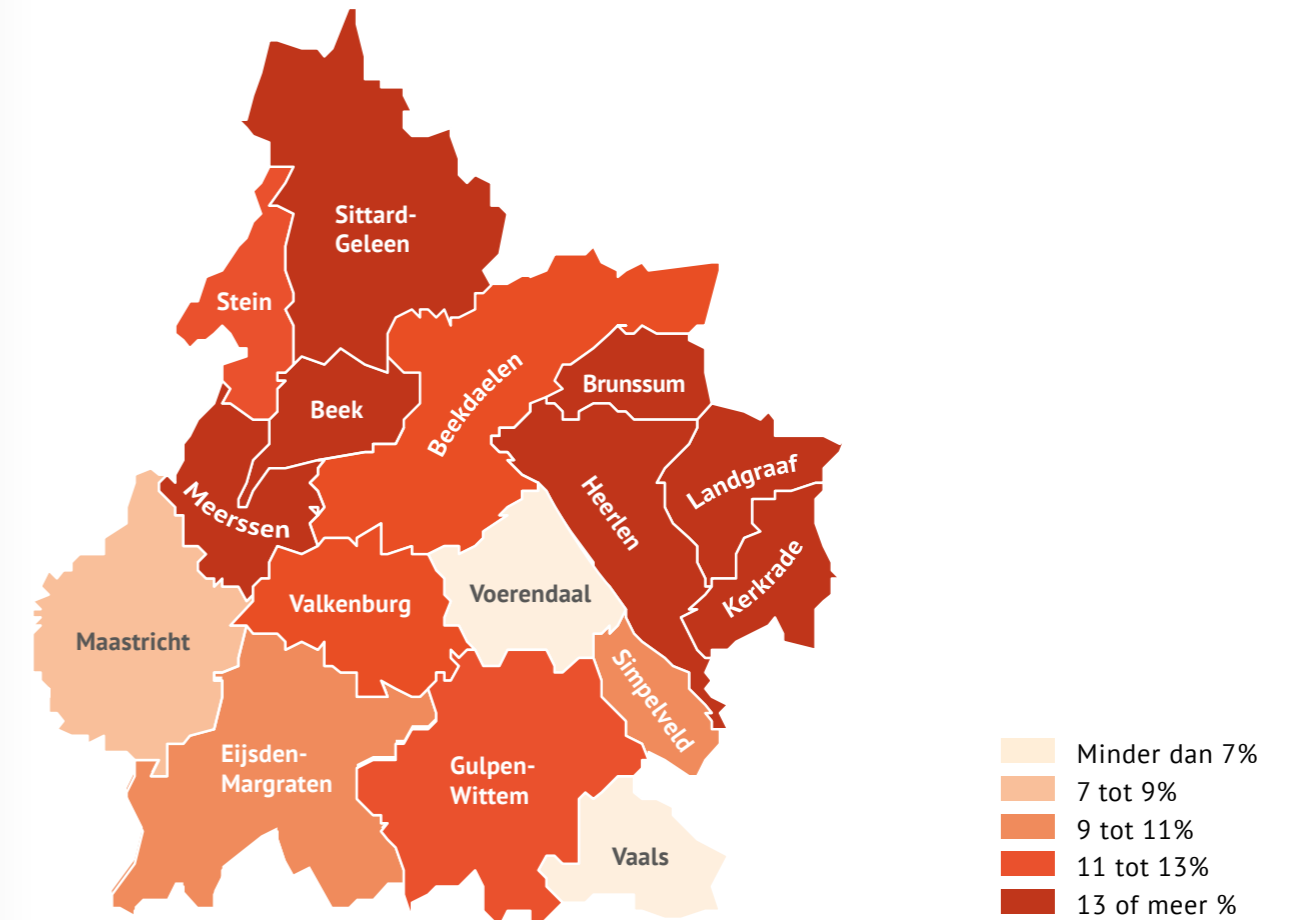 Sittard-
Geleen
Stein
Beekdaelen
Brunssum
Beek
Landgraaf
Heerlen
Meerssen
Kerkrade
Voerendaal
Valkenburg
Maastricht
Simpelveld
Eijsden-
Margraten
Gulpen-
Wittem
Vaals
Minder dan 7%
7 tot 9%
9 tot 11%
11 tot 13%
13 of meer %